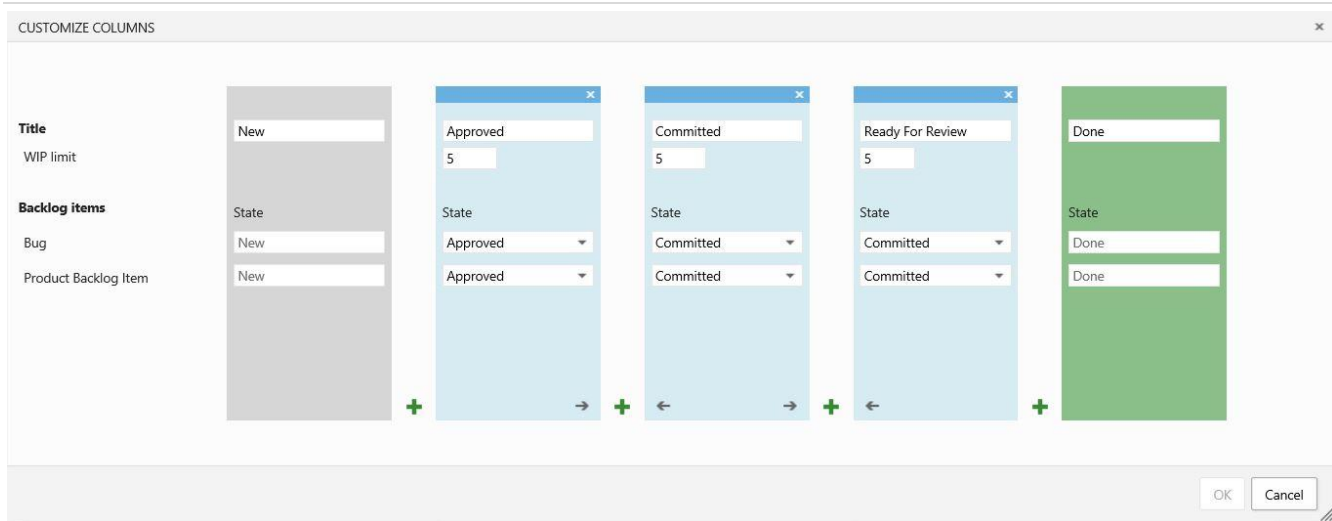 CUSTOMIZE COLUMNS
Title New Approved Committed Ready For Review Done
WIP limit 5 5 5
Backlog items State State State State State
Bug New Approved Committed Committed Done
Product Backlog Item New Approved Committed Committed Done
OK Cancel